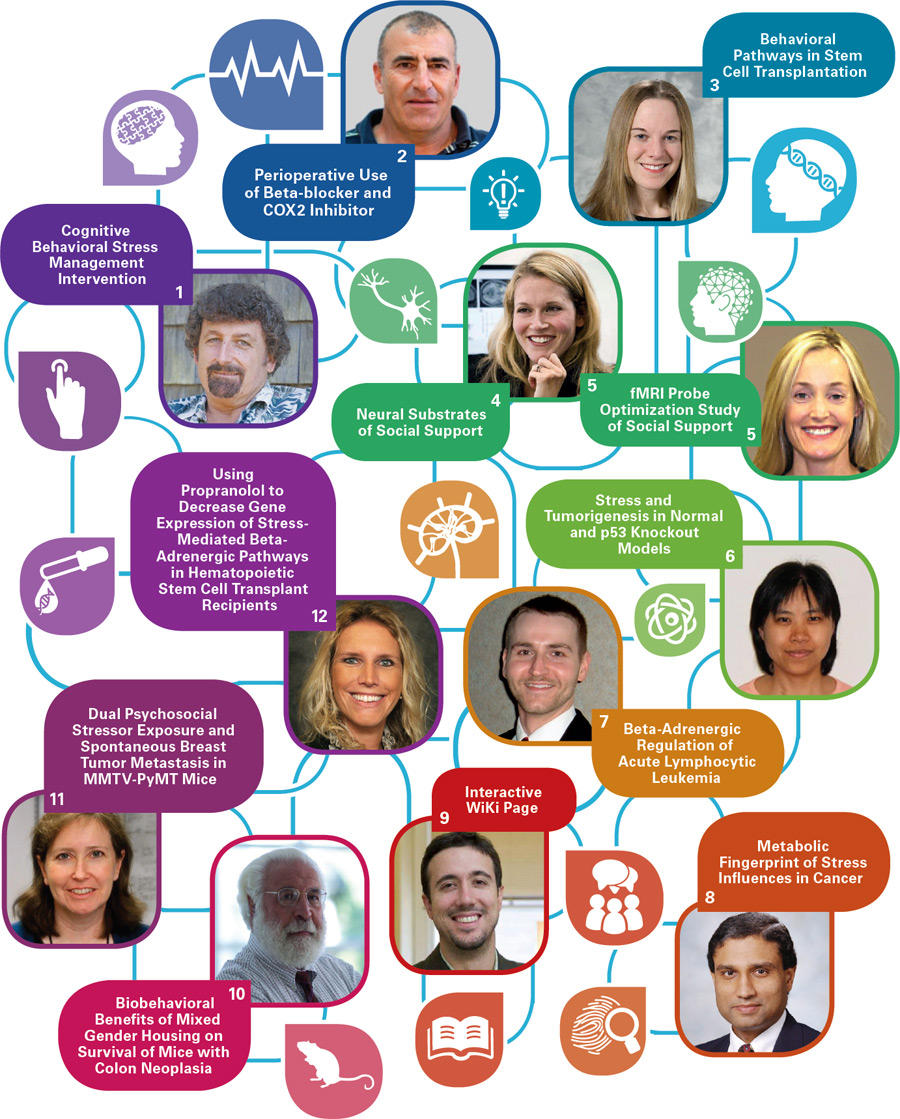 Behavioral
Pathways in Stem
Cell Transplantation
3
2
Perioperative Use
of Beta-blocker and
COX2 Inhibitor
Cognitive
Behavioral Stress
Management
Intervention
1
4
Neural Substrates
of Social Support
5
fMRI Probe
Optimization Study
of Social Support
5
Using
Propranolol to
Decrease Gene
Expression of Stress-
Mediated Beta-
Adrenergic Pathways
in Hematopoietic
Stem Cell Transplant
Recipients
12
Stress and
Tumorigenesis in Normal
and p53 Knockout
Models
6
Dual Psychosocial
Stressor Exposure and
Spontaneous Breast
Tumor Metastasis in
MMTV-PyMT Mice
11
7
Beta-Adrenergic
Regulation of
Acute Lymphocytic
Leukemia
Interactive
WiKi Page
9
Metabolic
Fingerprint of Stress
Influences in Cancer
8
10
Biobehavioral
Benefits of Mixed
Gender Housing on
Survival of Mice with
Colon Neoplasia